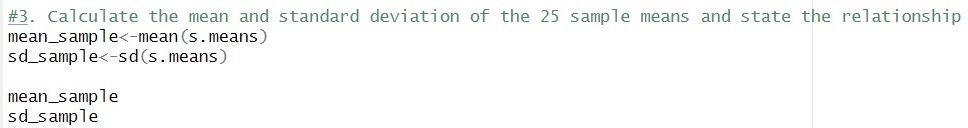 #3. Calculate the mean and standard deviation of the 25 sample means and state the relationship
mean_sample<-mean(s.means)
sd_sample<-sd(s.means)
mean_sample
sd_sample